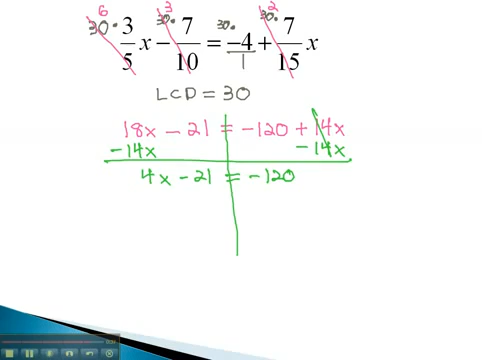 6 3 2
30· 3/5 x − 30· 7/10 = 30· −4/1 + 30· 7/15 x
LCD = 30
18x − 21 = −120 + 14x
−14x −14x
4x − 21 = −120